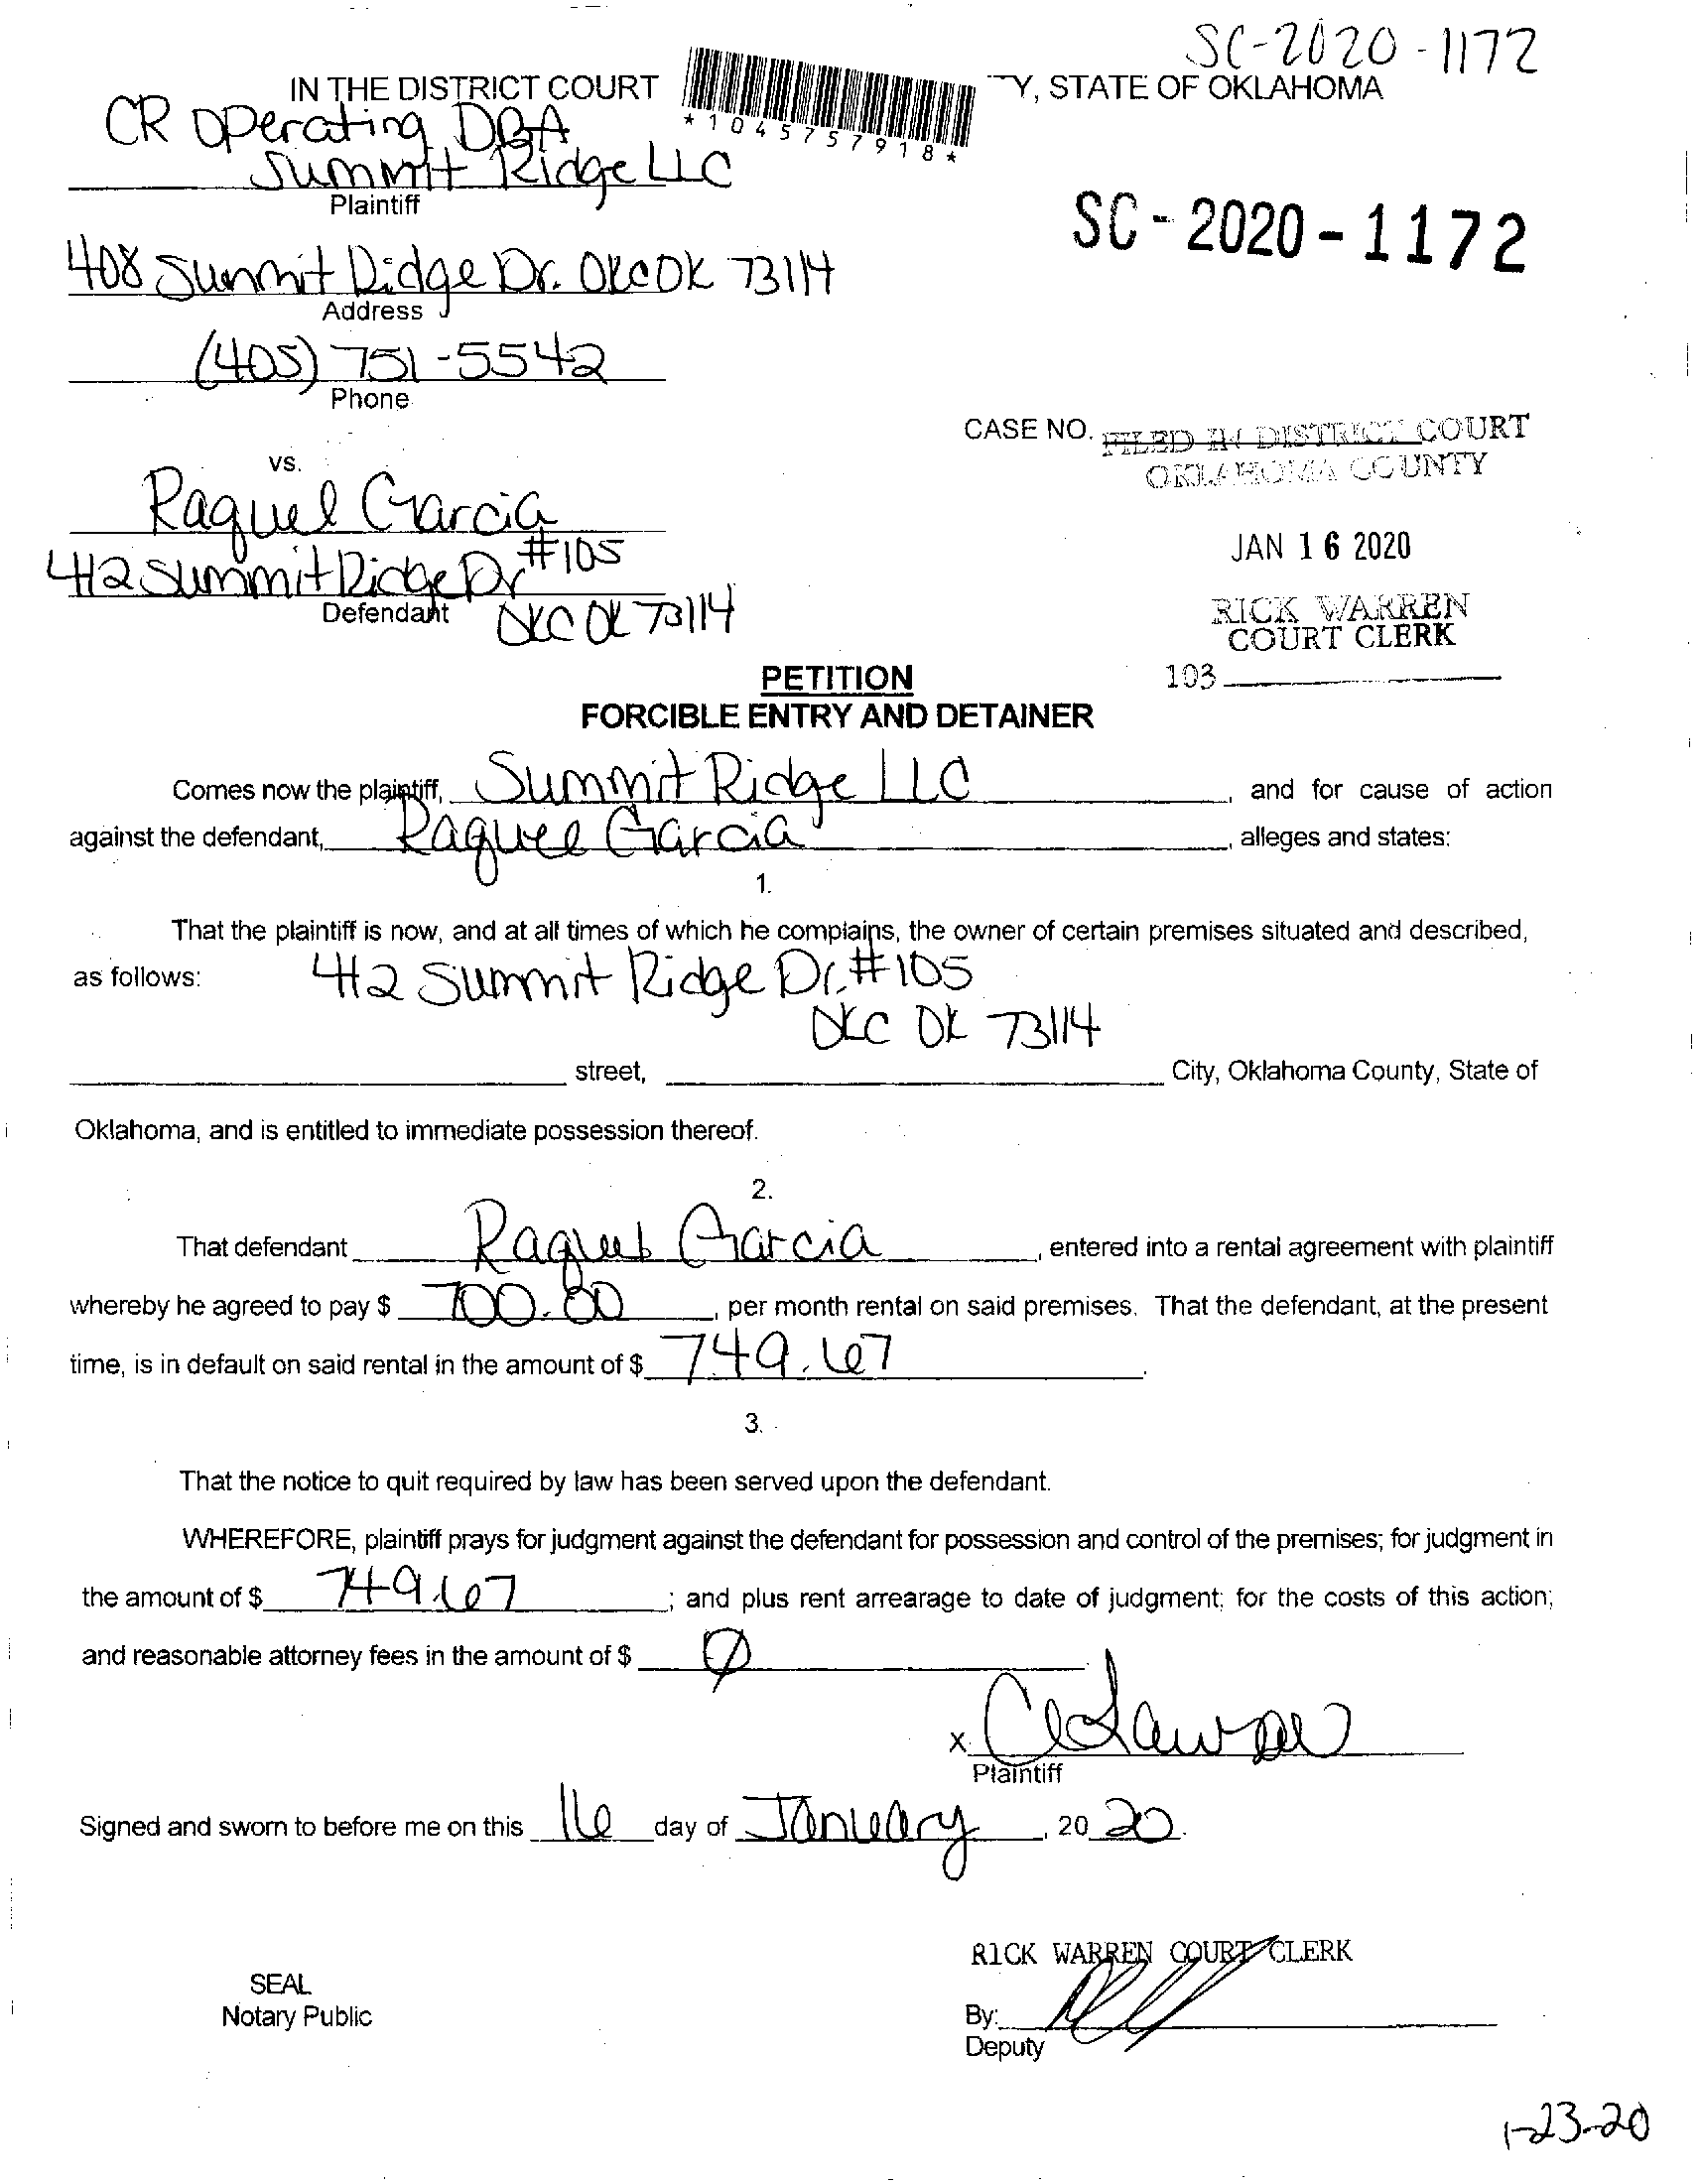 SC-2020-1172
IN THE DISTRICT COURT Y, STATE OF OKLAHOMA
*1045757918*
CR Operating DBA
Summit Ridge LLC
Plaintiff
SC-2020-1172
408 Summit Ridge Dr. OKC OK 73114
Address
(405) 751-5542
Phone
CASE NO.
FILED IN DISTRICT COURT
OKLAHOMA COUNTY
vs.
Raquel Garcia
JAN 16 2020
412 Summit Ridge Dr #105
Defendant OKC OK 73114
RICK WARREN
COURT CLERK
103
PETITION
FORCIBLE ENTRY AND DETAINER
Comes now the plaintiff, Summit Ridge LLC, and for cause of action
against the defendant, Raquel Garcia, alleges and states:
1.
That the plaintiff is now, and at all times of which he complains, the owner of certain premises situated and described,
as follows: 412 Summit Ridge Dr. #105
OKC OK 73114
street, City, Oklahoma County, State of
Oklahoma, and is entitled to immediate possession thereof.
2.
That defendant Raquel Garcia, entered into a rental agreement with plaintiff
whereby he agreed to pay $ 700.00, per month rental on said premises. That the defendant, at the present
time, is in default on said rental in the amount of $ 749.67.
3.
That the notice to quit required by law has been served upon the defendant.
WHEREFORE, plaintiff prays for judgment against the defendant for possession and control of the premises; for judgment in
the amount of $ 749.67; and plus rent arrearage to date of judgment; for the costs of this action;
and reasonable attorney fees in the amount of $ Ø
x
Plaintiff
Signed and sworn to before me on this 16 day of January, 20 20.
RICK WARREN COURT CLERK
SEAL
Notary Public
By:
Deputy
1-23-20